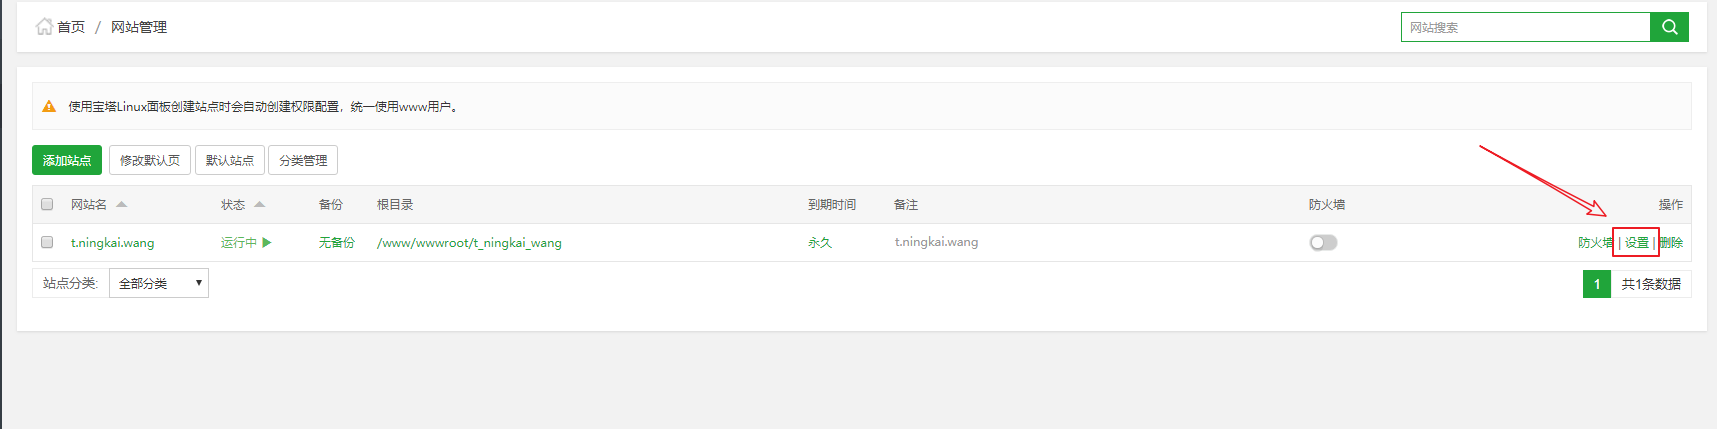 首页 / 网站管理
网站搜索
使用宝塔Linux面板创建站点时会自动创建权限配置，统一使用www用户。
添加站点 修改默认页 默认站点 分类管理
网站名 状态 备份 根目录 到期时间 备注 防火墙 操作
t.ningkai.wang 运行中 无备份 /www/wwwroot/t_ningkai_wang 永久 t.ningkai.wang 防火墙 | 设置 | 删除
站点分类: 全部分类 1 共1条数据